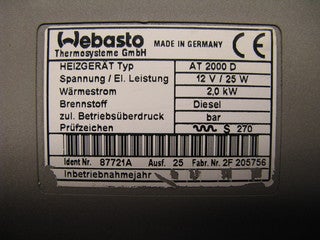 Webasto
Thermosysteme GmbH
MADE IN GERMANY
CE
HEIZGERÄT Typ AT 2000 D
Spannung / El. Leistung 12 V / 25 W
Wärmestrom 2,0 kW
Brennstoff Diesel
zul. Betriebsüberdruck bar
Prüfzeichen S 270
Ident Nr. 87721A Ausf. 25 Fabr. Nr. 2F 205756
Inbetriebnahmejahr